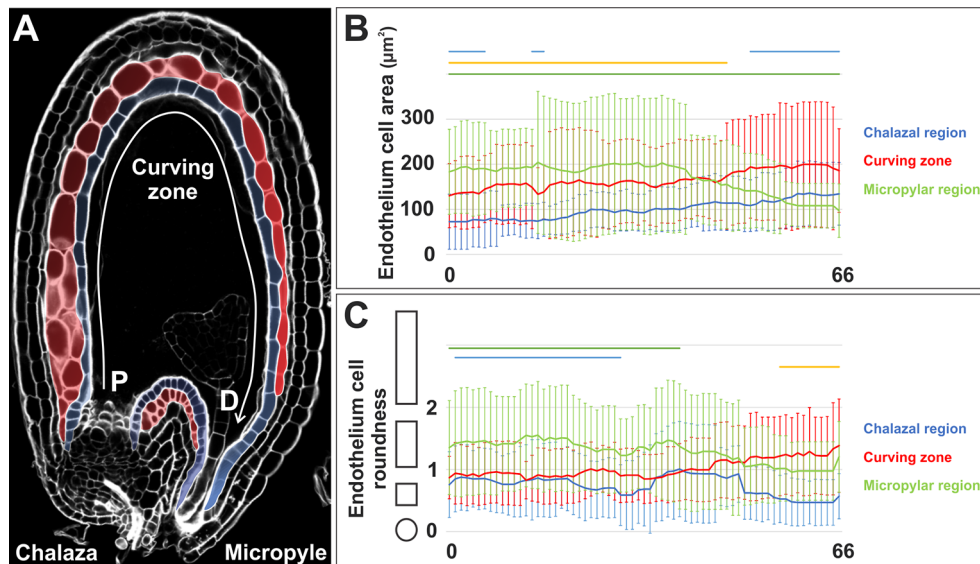 A
Curving
zone
P
D
Chalaza
Micropyle
B
Endothelium cell area (µm²)
300
200
100
0
0
66
Chalazal region
Curving zone
Micropylar region
C
Endothelium cell
roundness
2
1
0
0
66
Chalazal region
Curving zone
Micropylar region